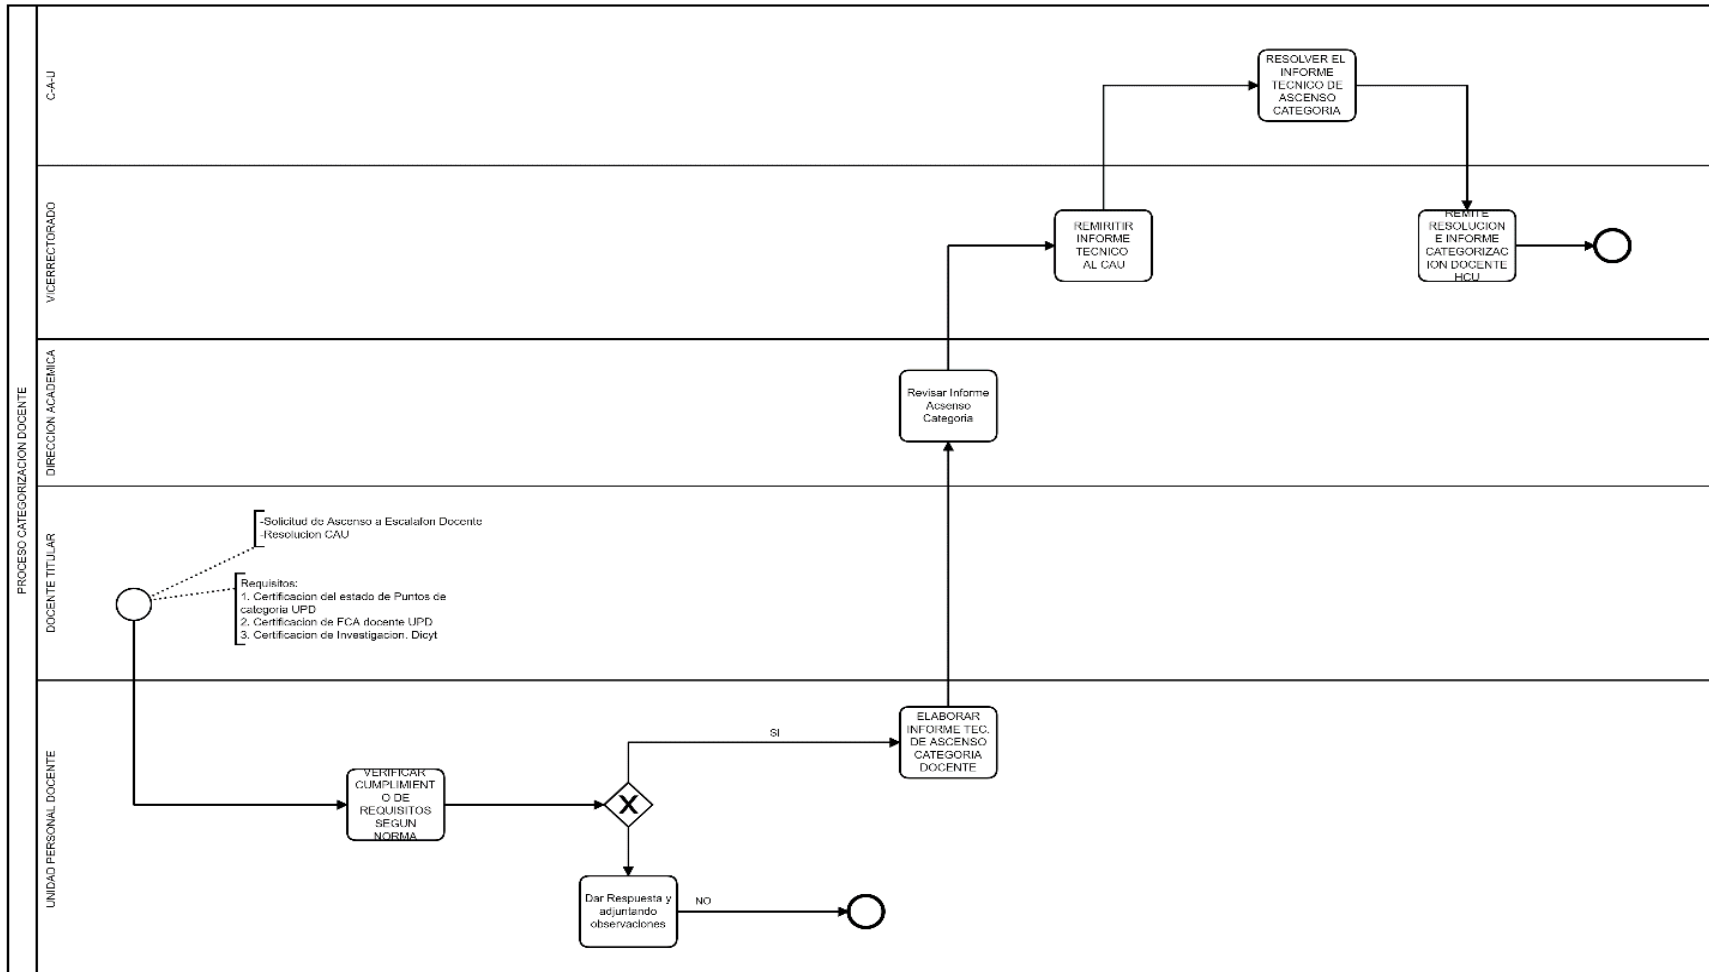 PROCESO CATEGORIZACION DOCENTE
C-A-U
RESOLVER EL
INFORME
TECNICO DE
ASCENSO
CATEGORIA
VICERRECTORADO
REMIRITIR
INFORME
TECNICO
AL CAU
REMITE
RESOLUCION
E INFORME
CATEGORIZAC
ION DOCENTE
HCU
DIRECCION ACADEMICA
Revisar Informe
Acsenso
Categoria
DOCENTE TITULAR
-Solicitud de Ascenso a Escalafon Docente
-Resolucion CAU
Requisitos:
1. Certificacion del estado de Puntos de
categoria UPD
2. Certificacion de FCA docente UPD
3. Certificacion de Investigacion. Dicyt
UNIDAD PERSONAL DOCENTE
VERIFICAR
CUMPLIMIENT
O DE
REQUISITOS
SEGUN
NORMA
SI
ELABORAR
INFORME TEC.
DE ASCENSO
CATEGORIA
DOCENTE
Dar Respuesta y
adjuntando
observaciones
NO